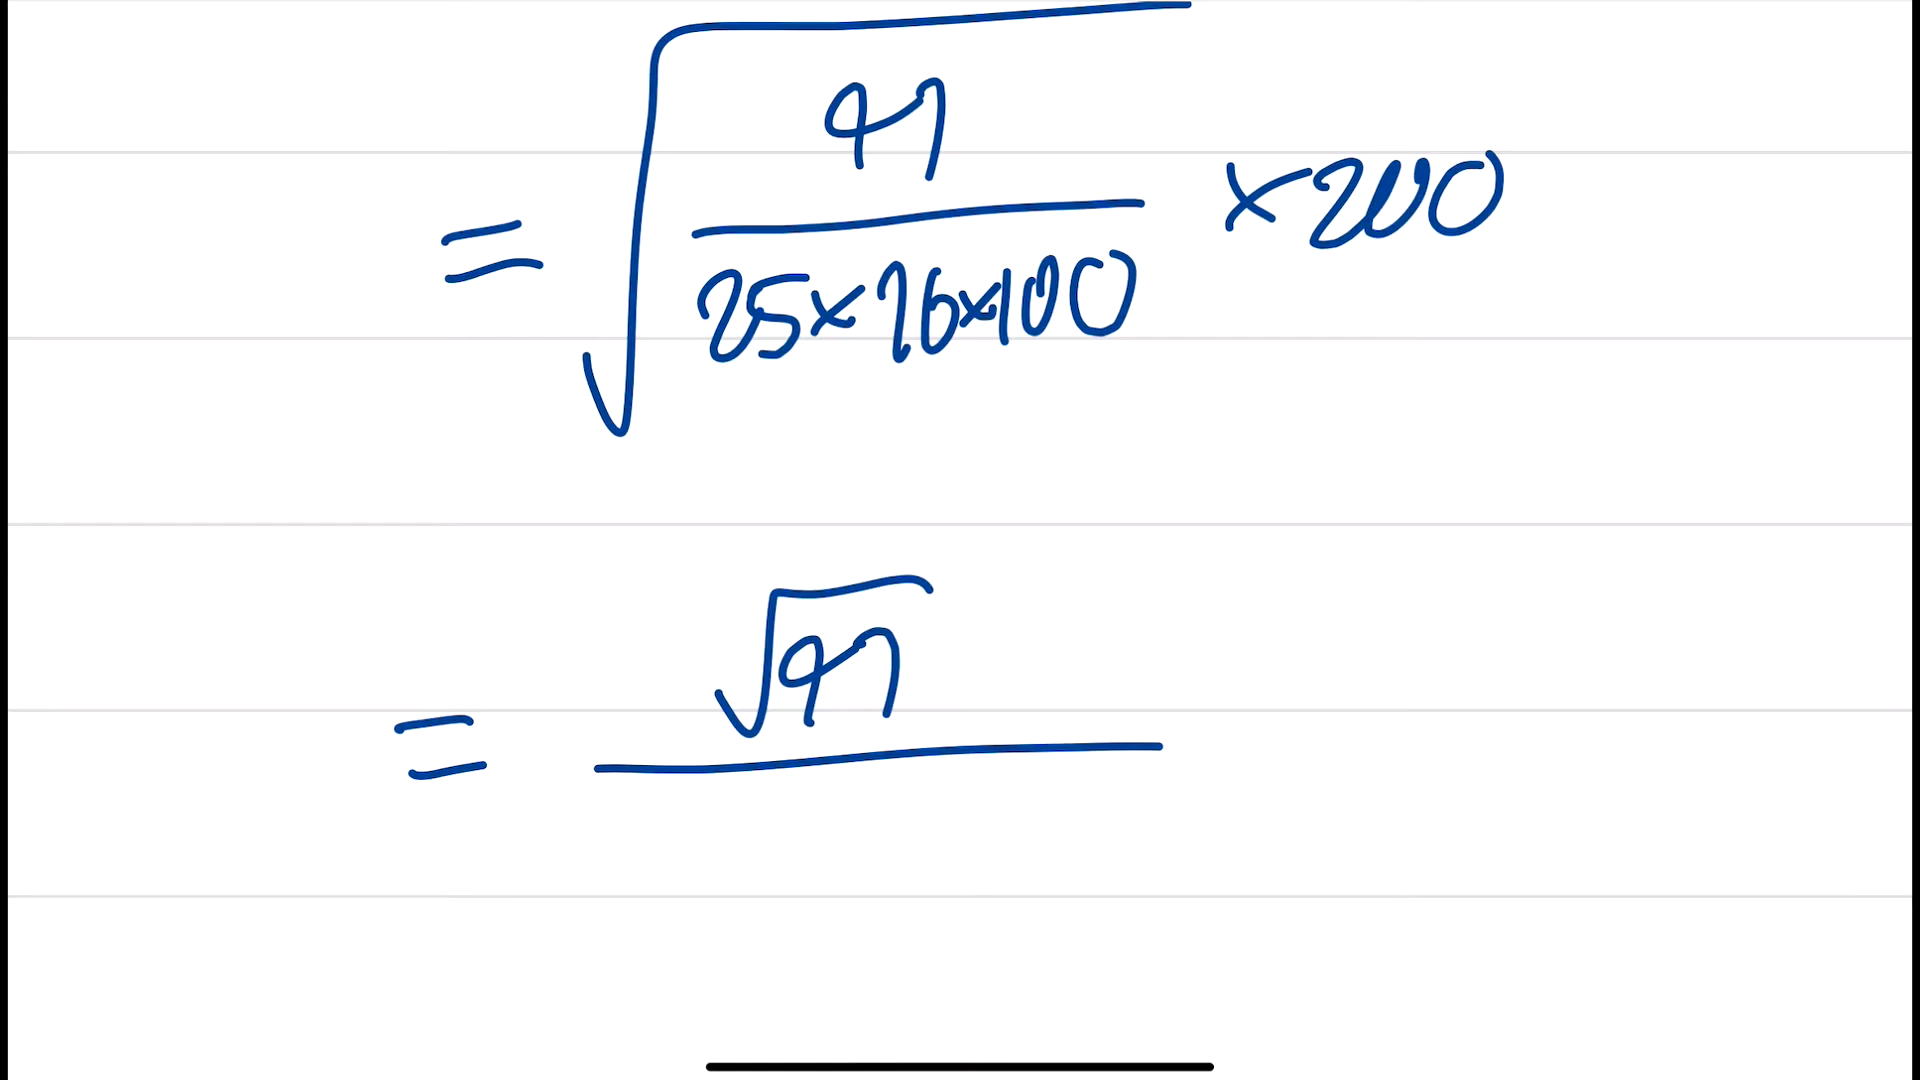 = √(97 / 25×26×100) ×200
= √97 /